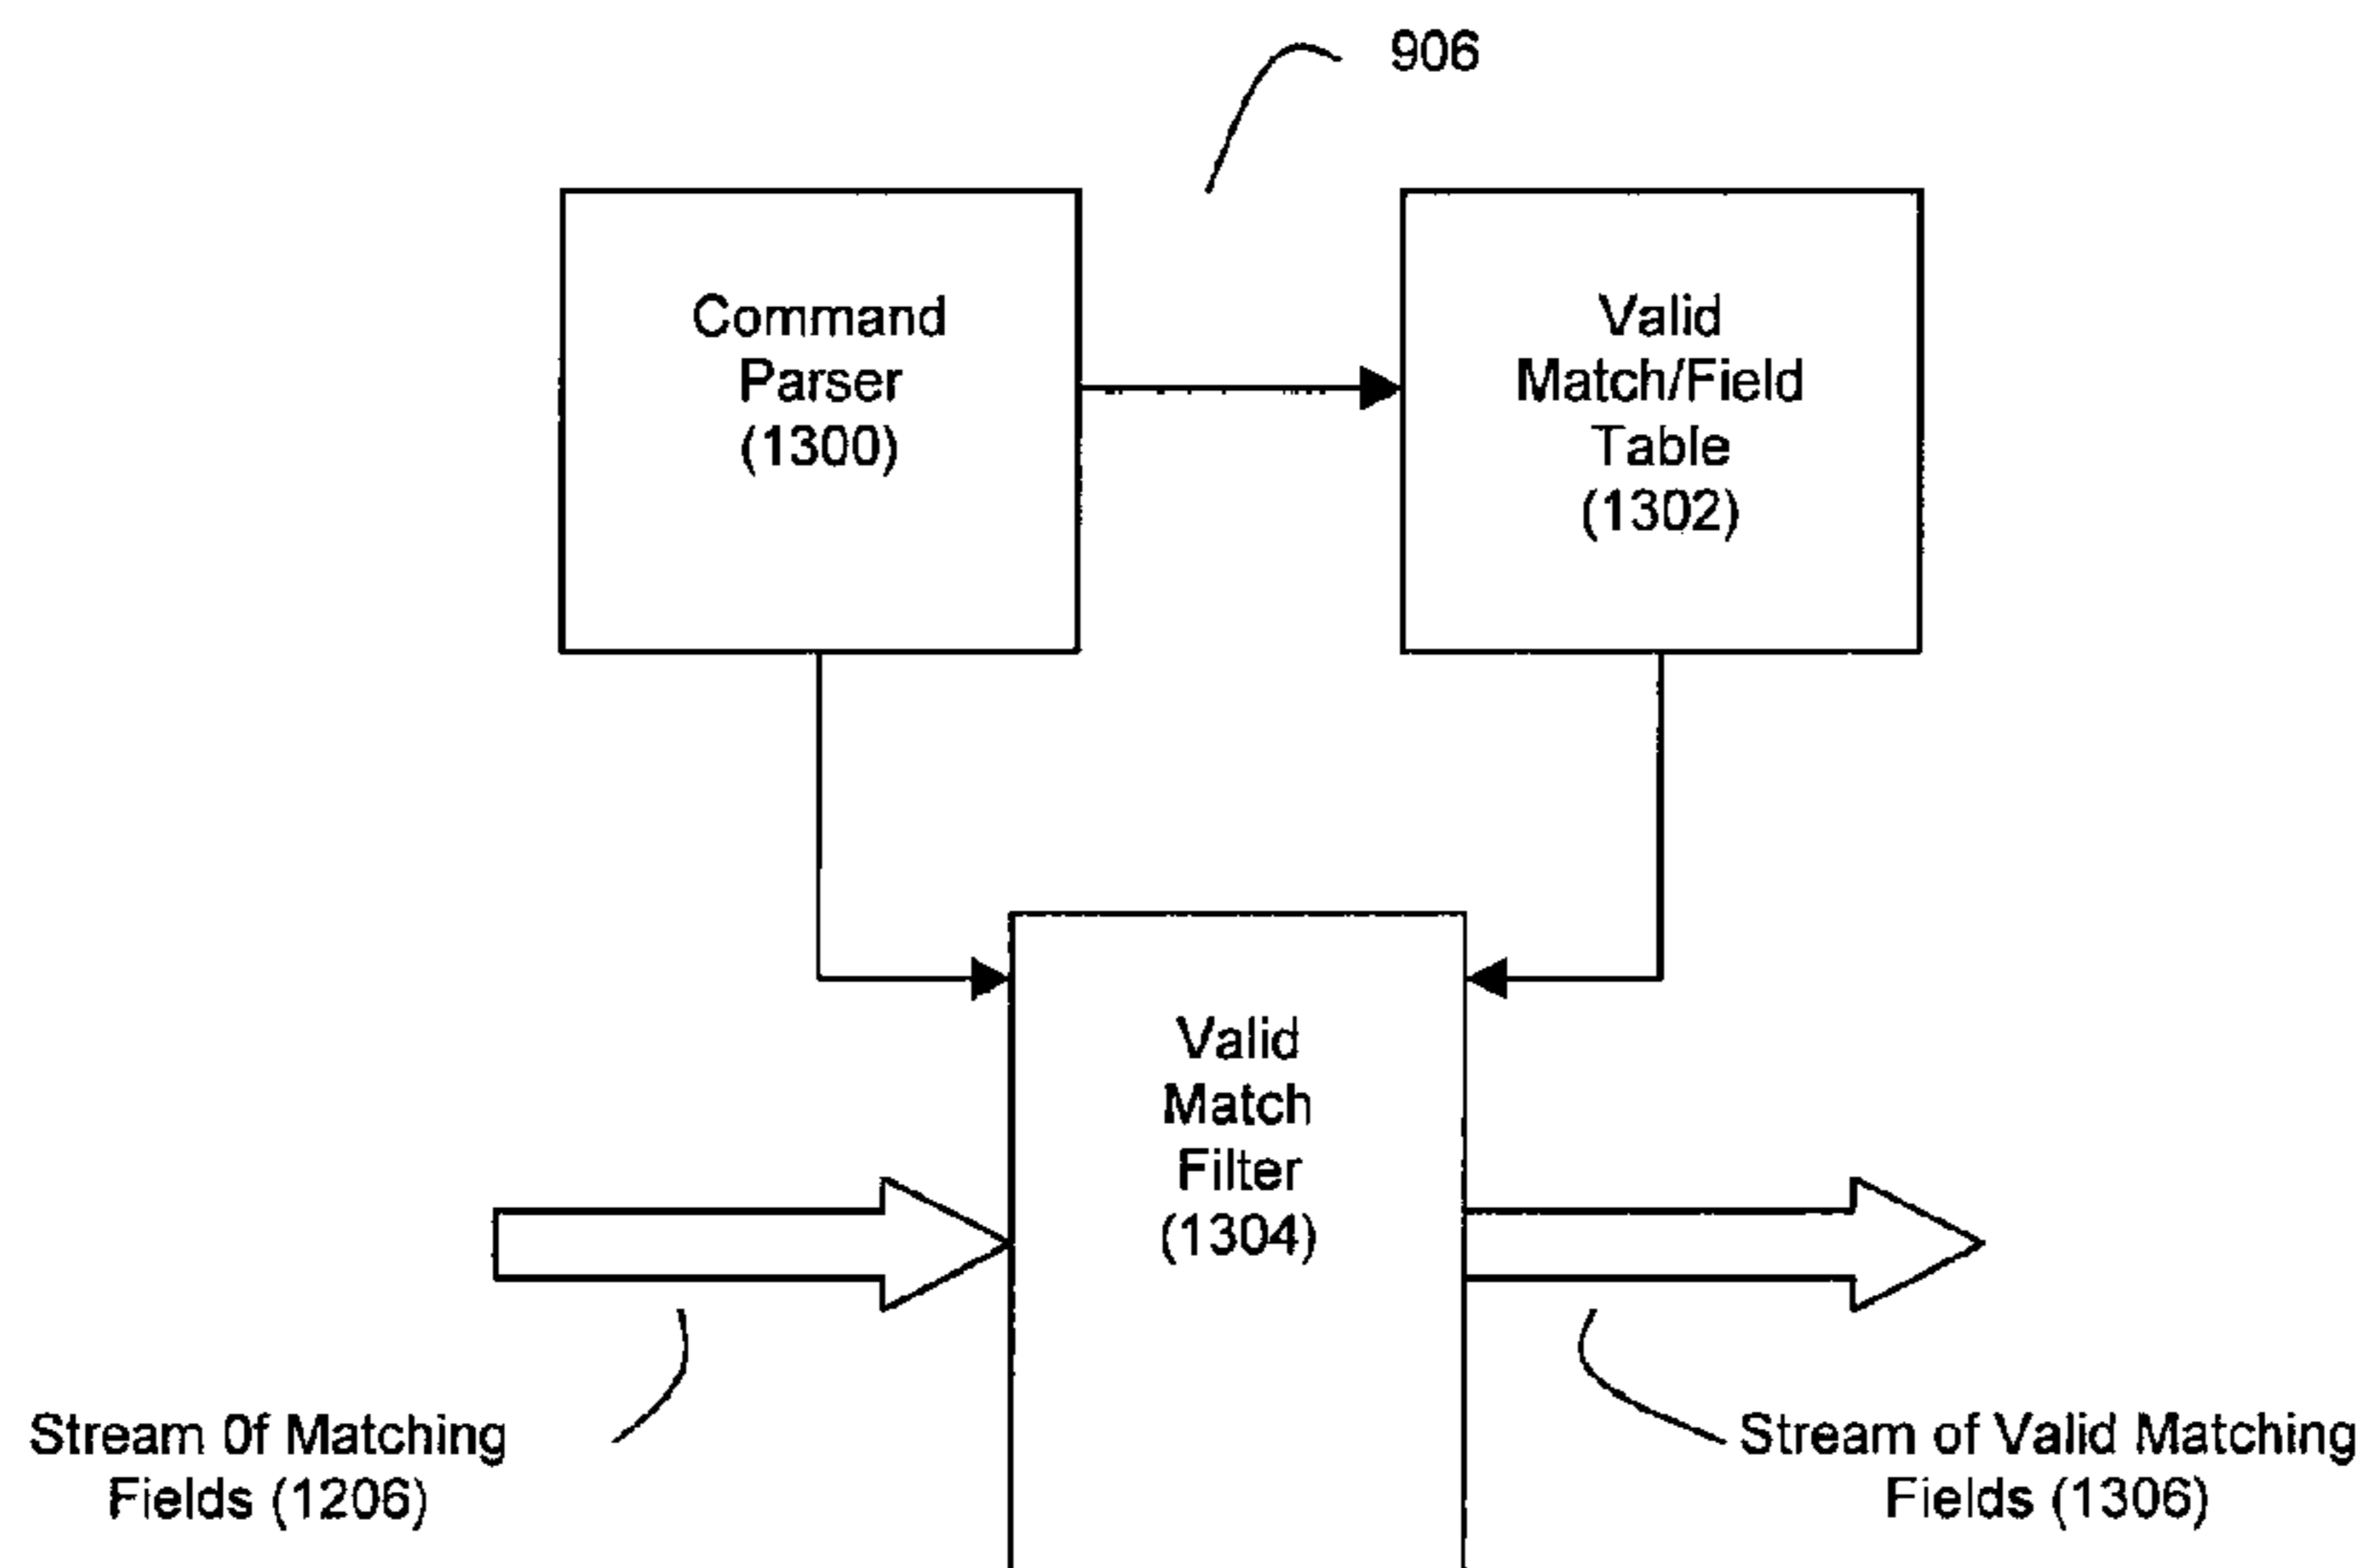 906
Command
Parser
(1300)
Valid
Match/Field
Table
(1302)
Valid
Match
Filter
(1304)
Stream 0f Matching
Fields (1206)
Stream of Valid Matching
Fields (1306)